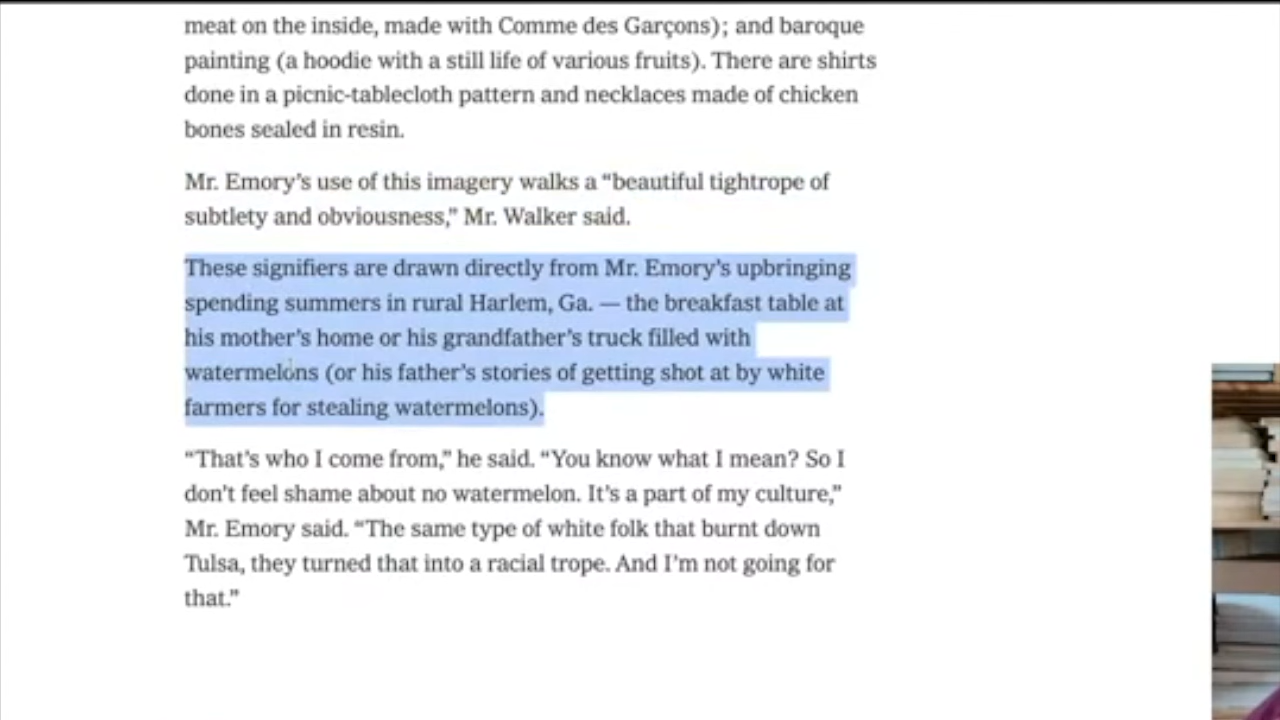 meat on the inside, made with Comme des Garçons); and baroque
painting (a hoodie with a still life of various fruits). There are shirts
done in a picnic-tablecloth pattern and necklaces made of chicken
bones sealed in resin.
Mr. Emory’s use of this imagery walks a “beautiful tightrope of
subtlety and obviousness,” Mr. Walker said.
These signifiers are drawn directly from Mr. Emory’s upbringing
spending summers in rural Harlem, Ga. — the breakfast table at
his mother’s home or his grandfather’s truck filled with
watermelons (or his father’s stories of getting shot at by white
farmers for stealing watermelons).
“That’s who I come from,” he said. “You know what I mean? So I
don’t feel shame about no watermelon. It’s a part of my culture,”
Mr. Emory said. “The same type of white folk that burnt down
Tulsa, they turned that into a racial trope. And I’m not going for
that.”